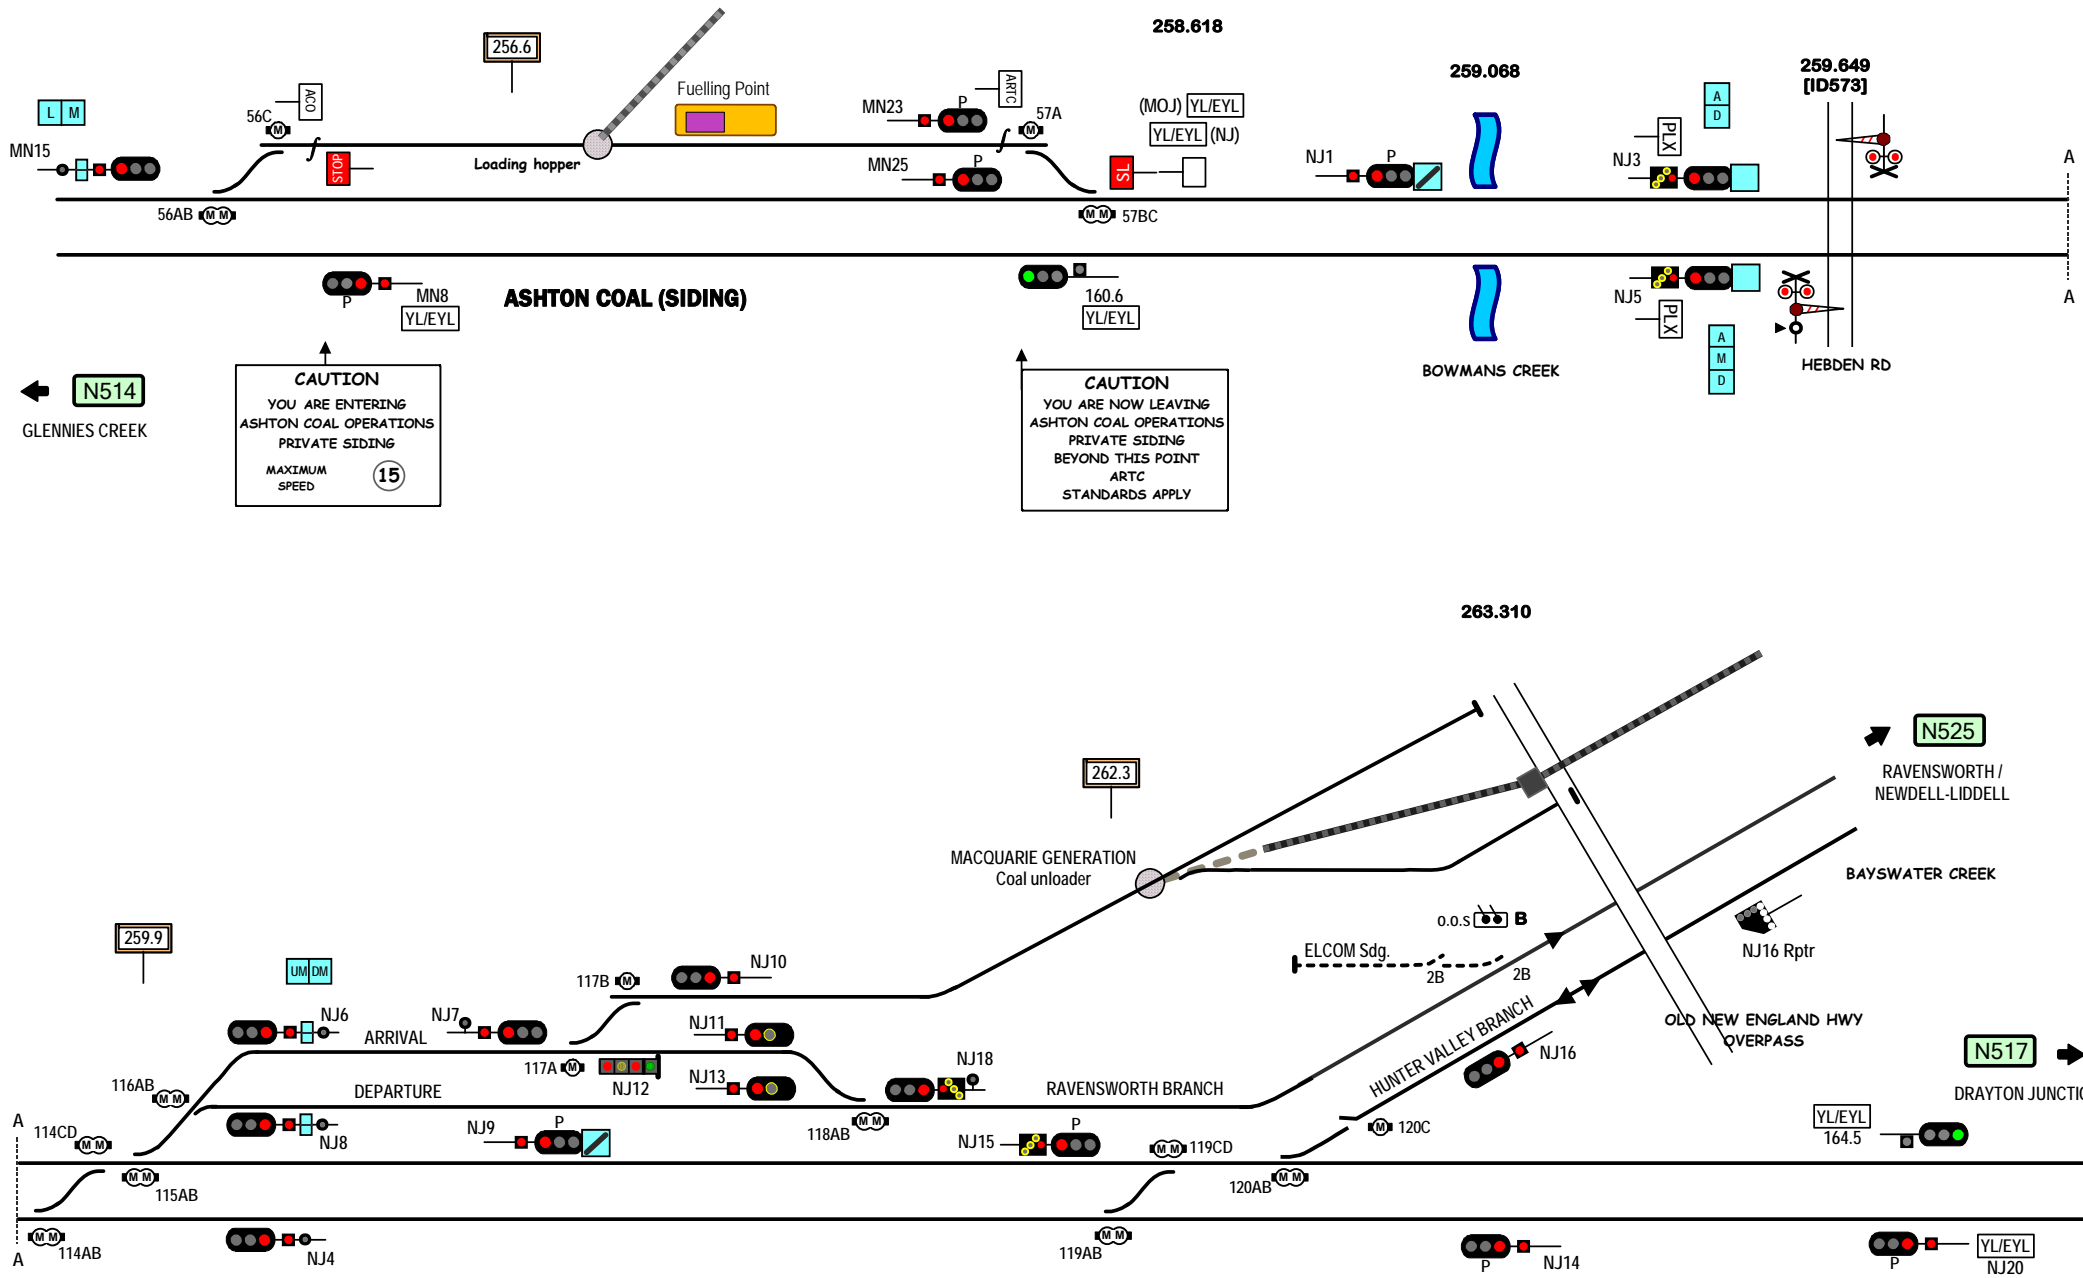 258.618
256.6
259.068
259.649
[ID573]
Fuelling Point
L M
ACO
56C
MN15
STOP
Loading hopper
MN23
P
ARTC
57A
MN25
P
(MOJ) YL/EYL
YL/EYL (NJ)
SL
NJ1
P
A
D
PLX
NJ3
A
56AB M M
M
M
M M 57BC
MN8
P
YL/EYL
ASHTON COAL (SIDING)
160.6
YL/EYL
NJ5
PLX
A
M
D
A
BOWMANS CREEK
HEBDEN RD
N514
GLENNIES CREEK
CAUTION
YOU ARE ENTERING
ASHTON COAL OPERATIONS
PRIVATE SIDING
MAXIMUM
SPEED
15
CAUTION
YOU ARE NOW LEAVING
ASHTON COAL OPERATIONS
PRIVATE SIDING
BEYOND THIS POINT
ARTC
STANDARDS APPLY
263.310
N525
RAVENSWORTH /
NEWDELL-LIDDELL
262.3
MACQUARIE GENERATION
Coal unloader
BAYSWATER CREEK
o.o.s B
ELCOM Sdg.
2B
2B
NJ16 Rptr
259.9
UM DM
NJ6
NJ7
117B M
NJ10
ARRIVAL
NJ11
117A M
NJ12
NJ13
NJ18
HUNTER VALLEY BRANCH
OLD NEW ENGLAND HWY
OVERPASS
NJ16
N517
DRAYTON JUNCTIO
116AB
M M
DEPARTURE
RAVENSWORTH BRANCH
A
114CD M M
NJ8
NJ9
P
118AB
M M
NJ15
P
M M 119CD
M 120C
YL/EYL
164.5
M M
115AB
120AB M M
M M
114AB
A
NJ4
119AB
M M
P
NJ14
P
YL/EYL
NJ20